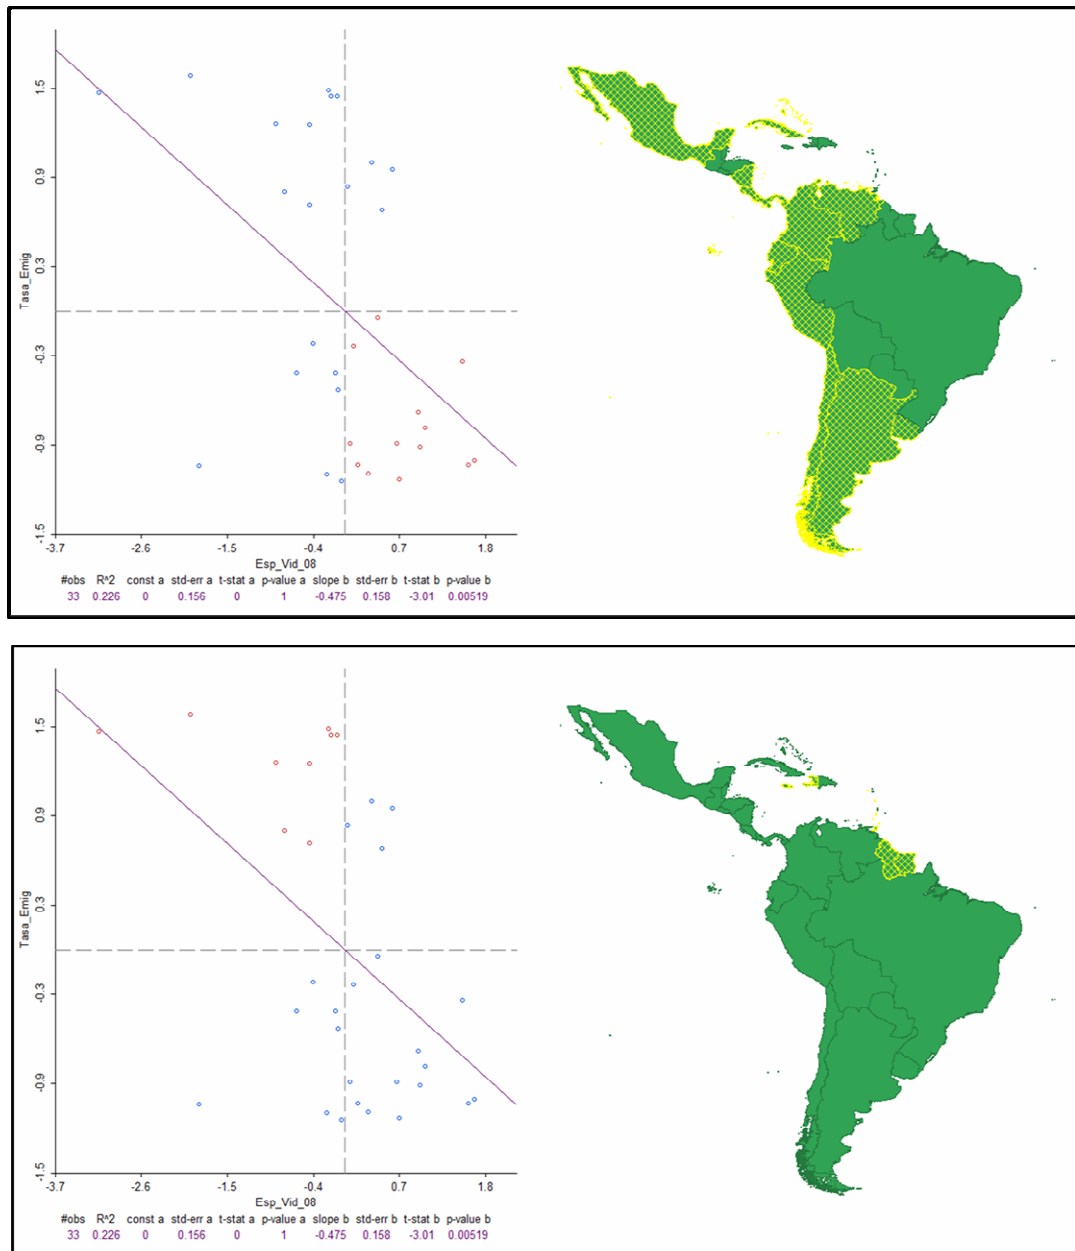 1.5
0.9
0.3
Tasa_Emig
-0.3
-0.9
-1.5
-3.7 -2.6 -1.5 -0.4 0.7 1.8
Esp_Vid_08
#obs R^2 const a std-err a t-stat a p-value a slope b std-err b t-stat b p-value b
33 0.226 0 0.156 0 1 -0.475 0.158 -3.01 0.00519
1.5
0.9
0.3
Tasa_Emig
-0.3
-0.9
-1.5
-3.7 -2.6 -1.5 -0.4 0.7 1.8
Esp_Vid_08
#obs R^2 const a std-err a t-stat a p-value a slope b std-err b t-stat b p-value b
33 0.226 0 0.156 0 1 -0.475 0.158 -3.01 0.00519